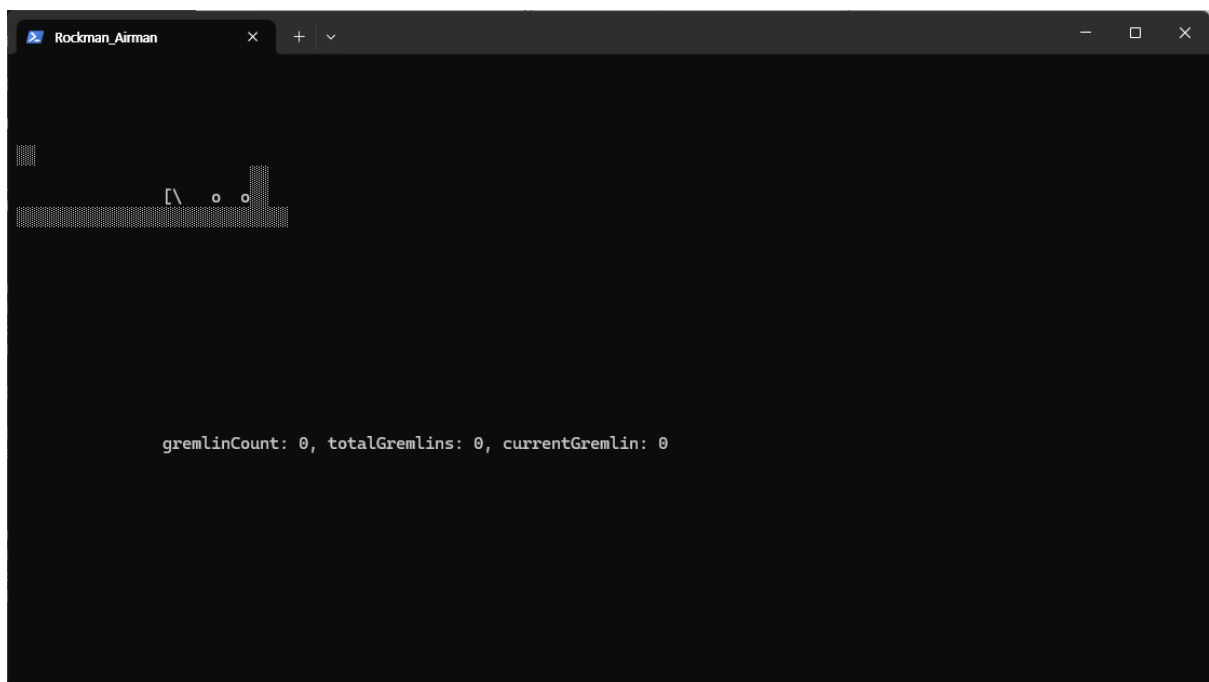 Rockman_Airman
[\   o  o
gremlinCount: 0, totalGremlins: 0, currentGremlin: 0